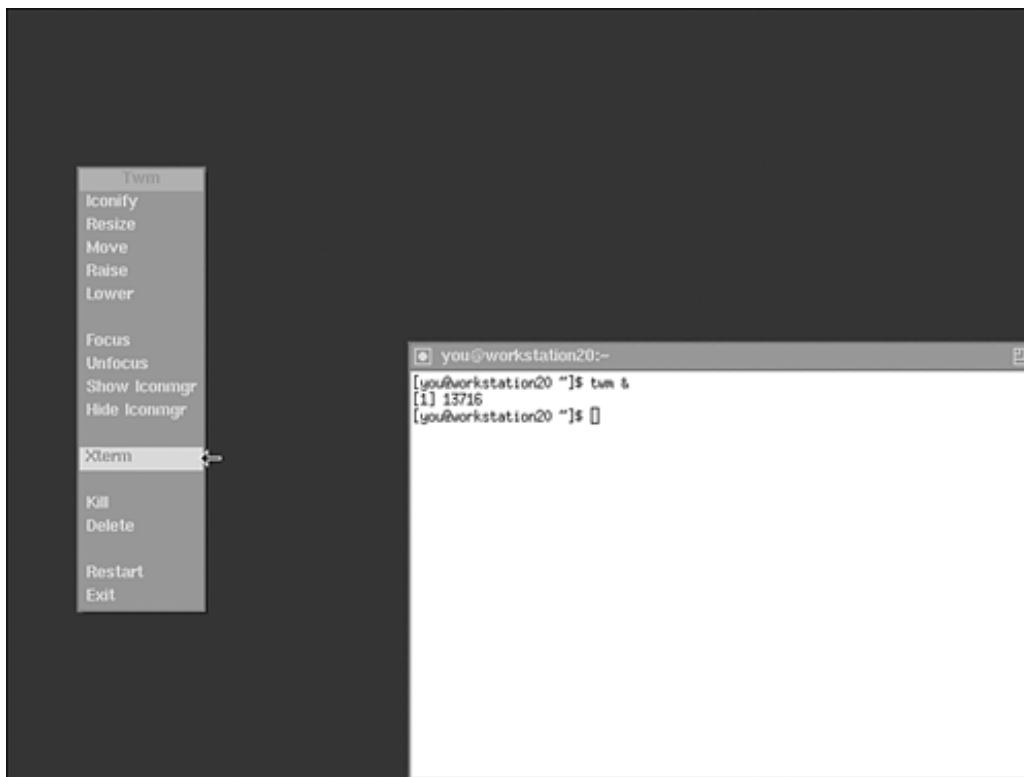 Twm
Iconify
Resize
Move
Raise
Lower
Focus
Unfocus
Show Iconmgr
Hide Iconmgr
Xterm
Kill
Delete
Restart
Exit
you@workstation20:~
[you@workstation20 ~]$ twm &
[1] 13716
[you@workstation20 ~]$